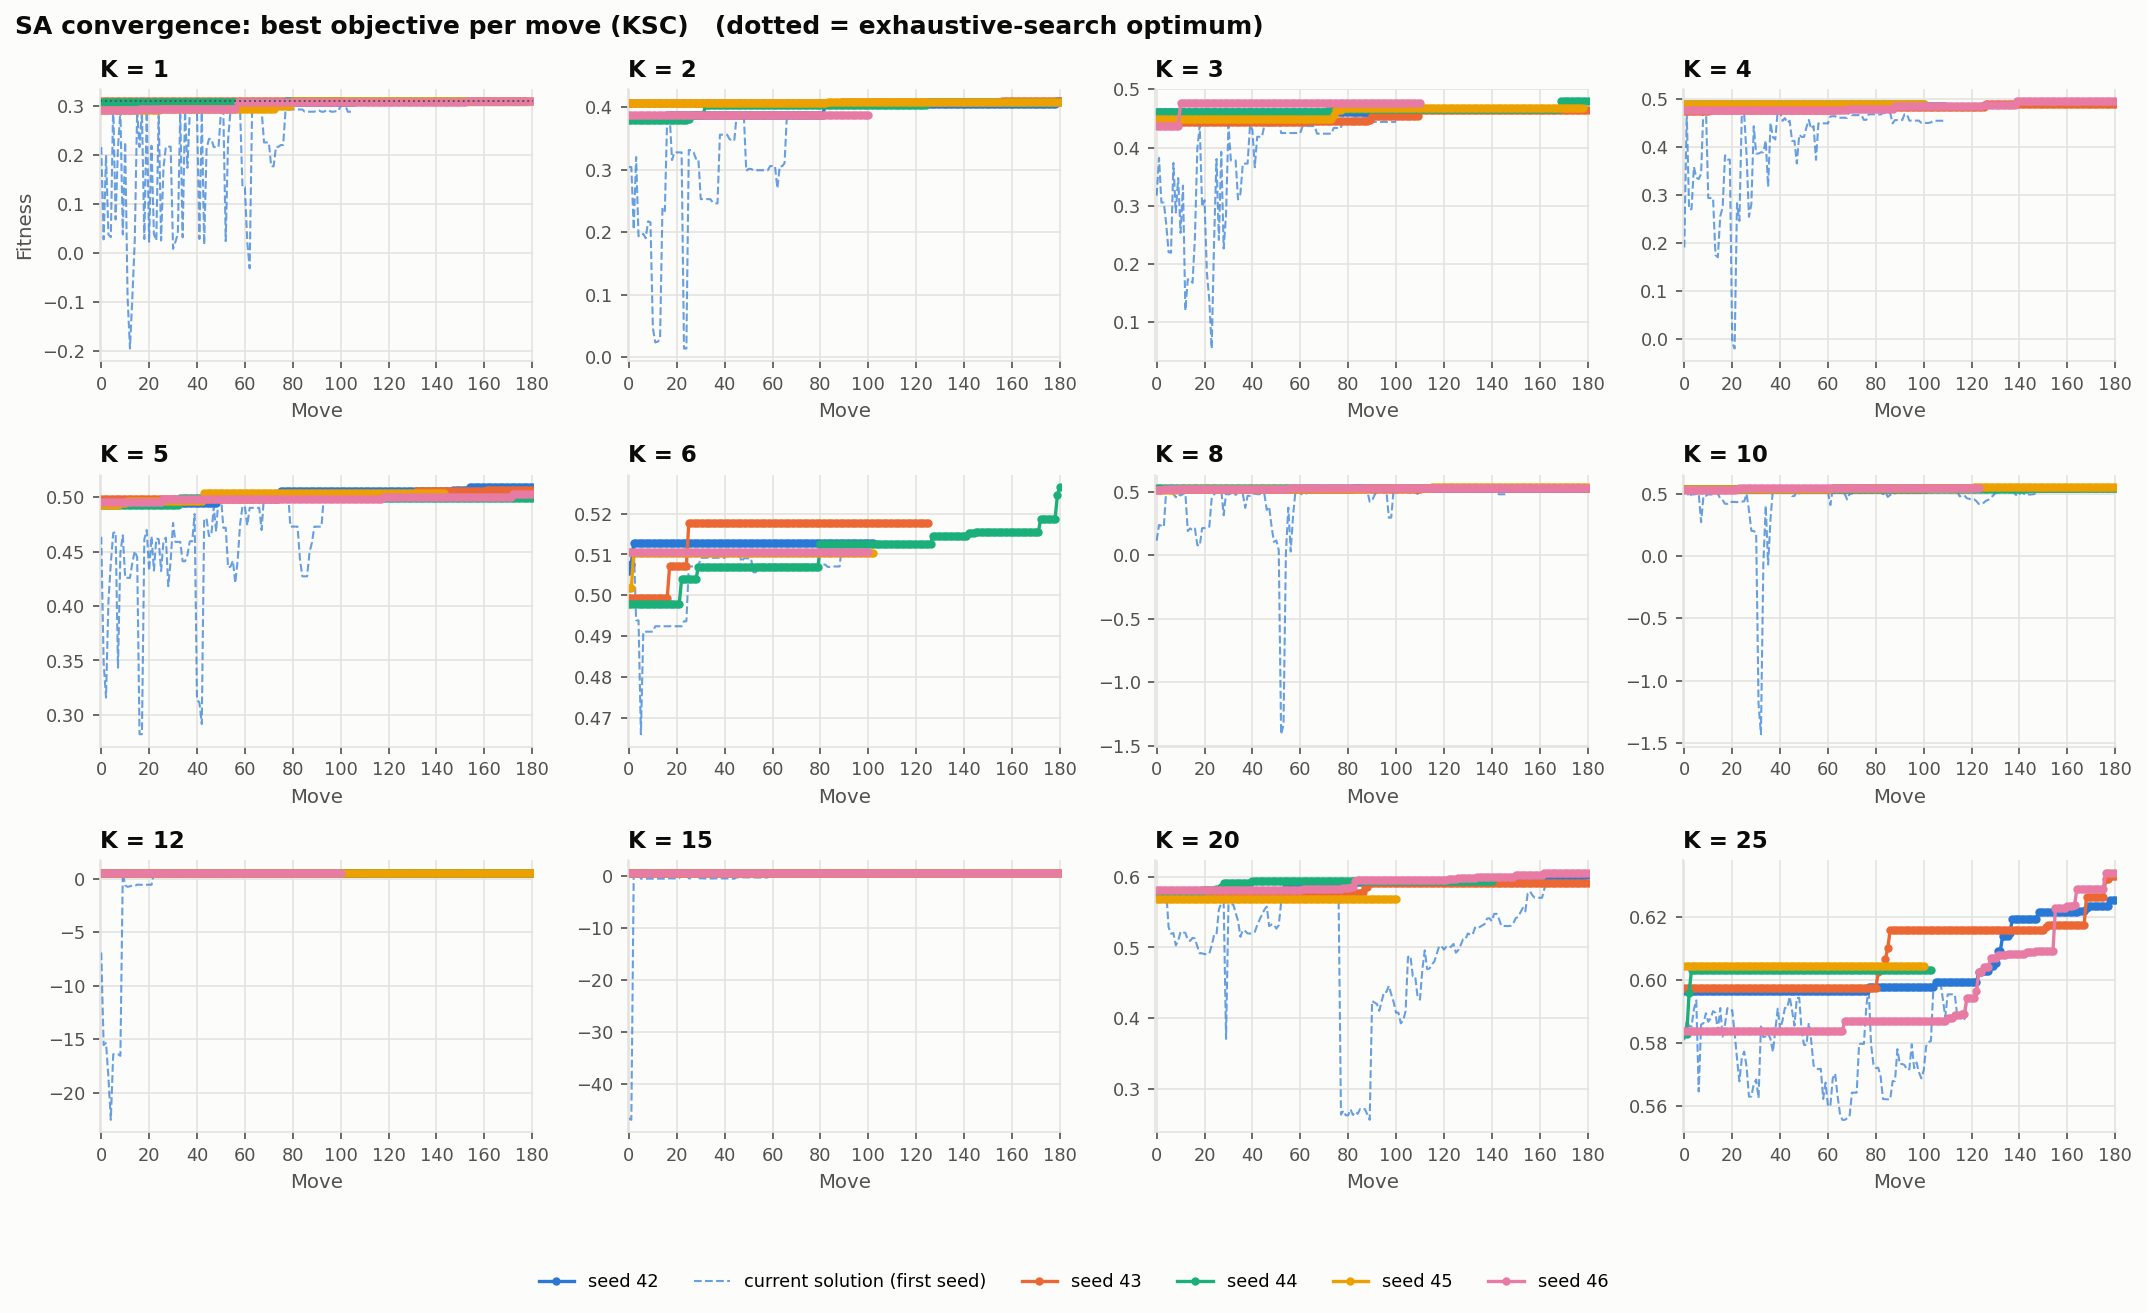 SA convergence: best objective per move (KSC)   (dotted = exhaustive-search optimum)
K = 1
K = 2
K = 3
K = 4
Fitness
0.3
0.2
0.1
0.0
−0.1
−0.2
0.4
0.3
0.2
0.1
0.0
0.5
0.4
0.3
0.2
0.1
0.5
0.4
0.3
0.2
0.1
0.0
0 20 40 60 80 100 120 140 160 180
0 20 40 60 80 100 120 140 160 180
0 20 40 60 80 100 120 140 160 180
0 20 40 60 80 100 120 140 160 180
Move
Move
Move
Move
K = 5
K = 6
K = 8
K = 10
0.50
0.45
0.40
0.35
0.30
0.52
0.51
0.50
0.49
0.48
0.47
0.5
0.0
−0.5
−1.0
−1.5
0.5
0.0
−0.5
−1.0
−1.5
0 20 40 60 80 100 120 140 160 180
0 20 40 60 80 100 120 140 160 180
0 20 40 60 80 100 120 140 160 180
0 20 40 60 80 100 120 140 160 180
Move
Move
Move
Move
K = 12
K = 15
K = 20
K = 25
0
−5
−10
−15
−20
0
−10
−20
−30
−40
0.6
0.5
0.4
0.3
0.62
0.60
0.58
0.56
0 20 40 60 80 100 120 140 160 180
0 20 40 60 80 100 120 140 160 180
0 20 40 60 80 100 120 140 160 180
0 20 40 60 80 100 120 140 160 180
Move
Move
Move
Move
seed 42
current solution (first seed)
seed 43
seed 44
seed 45
seed 46